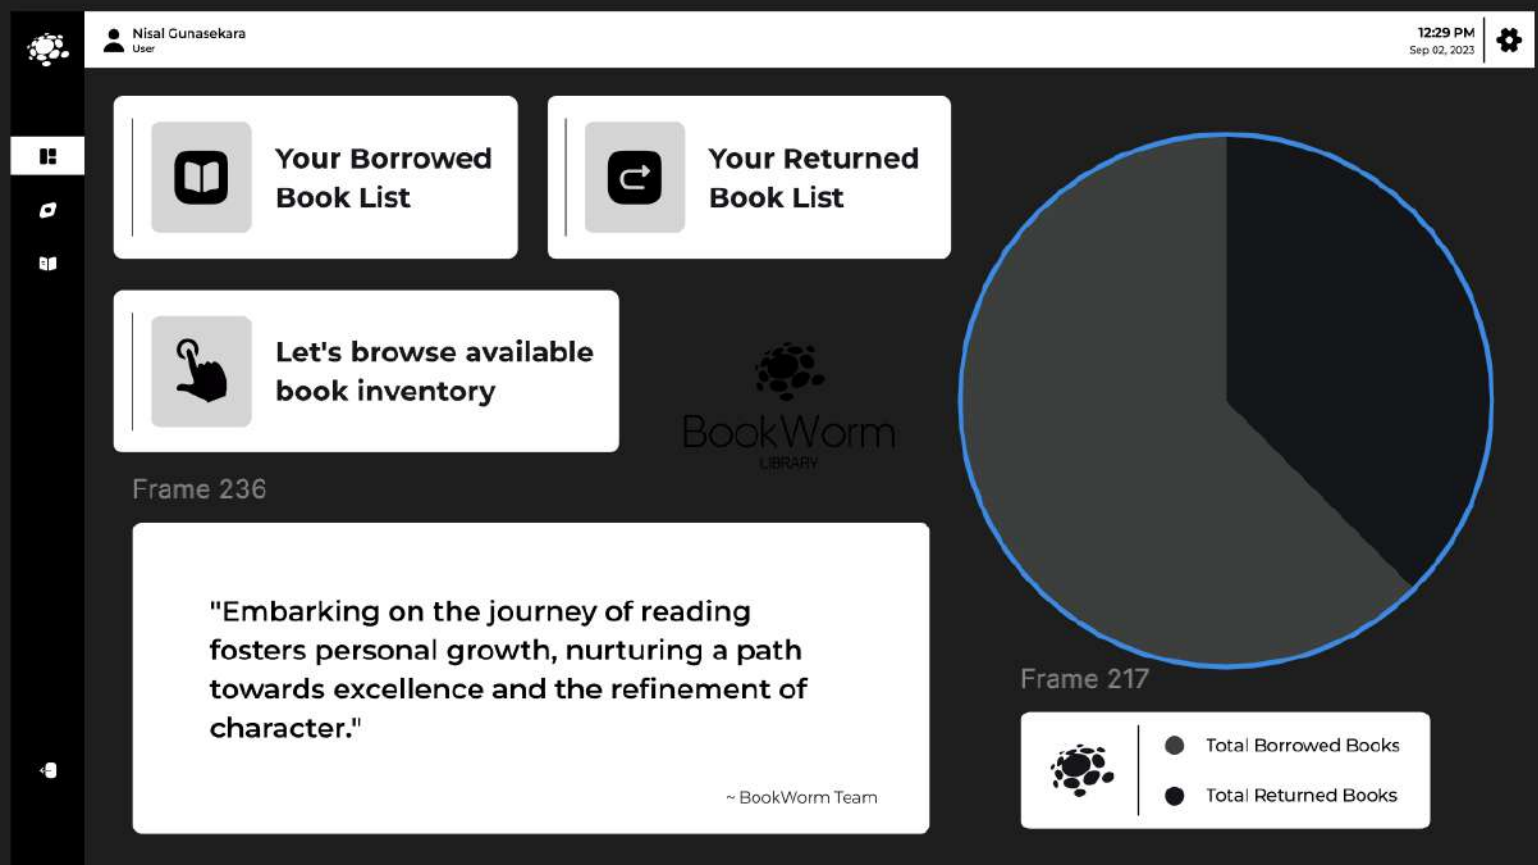 Nisal Gunasekara
User
12:29 PM
Sep 02, 2023
Your Borrowed
Book List
Your Returned
Book List
Let's browse available
book inventory
BookWorm
LIBRARY
Frame 236
"Embarking on the journey of reading
fosters personal growth, nurturing a path
towards excellence and the refinement of
character."
~ BookWorm Team
Frame 217
Total Borrowed Books
Total Returned Books